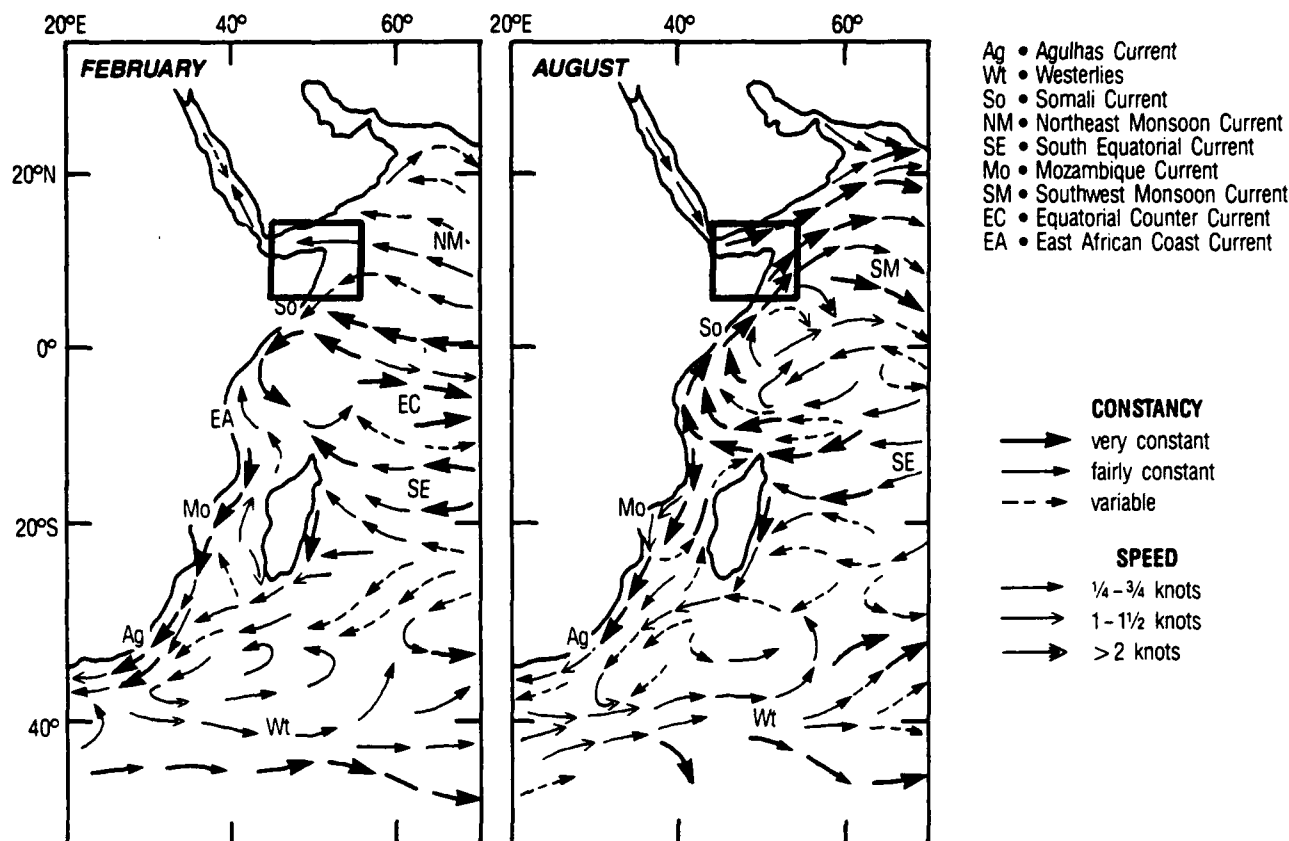 20°
40°
60°
20°
40°
60°
FEBRUARY
AUGUST
20°N
0°
20°S
40°
NM
So
EC
EA
SE
Mo
Ag
Wt
SM
So
SE
Mo
Ag
Wt
Ag • Agulhas Current
Wt • Westerlies
So • Somali Current
NM • Northeast Monsoon Current
SE • South Equatorial Current
Mo • Mozambique Current
SM • Southwest Monsoon Current
EC • Equatorial Counter Current
EA • East African Coast Current
CONSTANCY
very constant
fairly constant
variable
SPEED
¼ - ¾ knots
1 - 1½ knots
> 2 knots